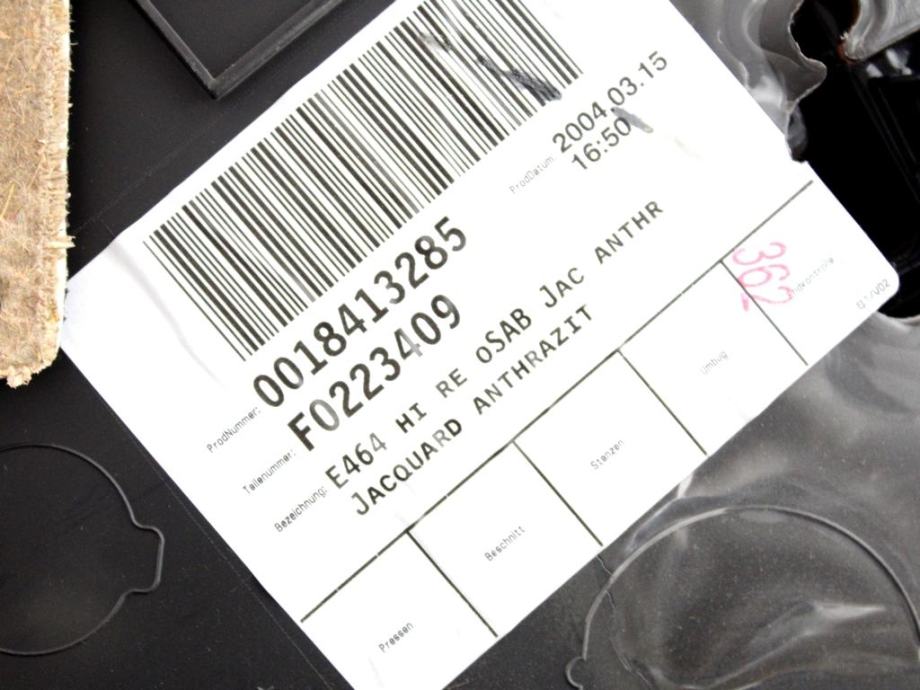 ProdDatum: 2004.03.15
16:50
ProdNummer: 0018413285
Teilenummer: F0223409
Bezeichnung: E464 HI RE oSAB JAC ANTHR
JACQUARD ANTHRAZIT
Pressen
Beschnitt
Stanzen
Umbug
362